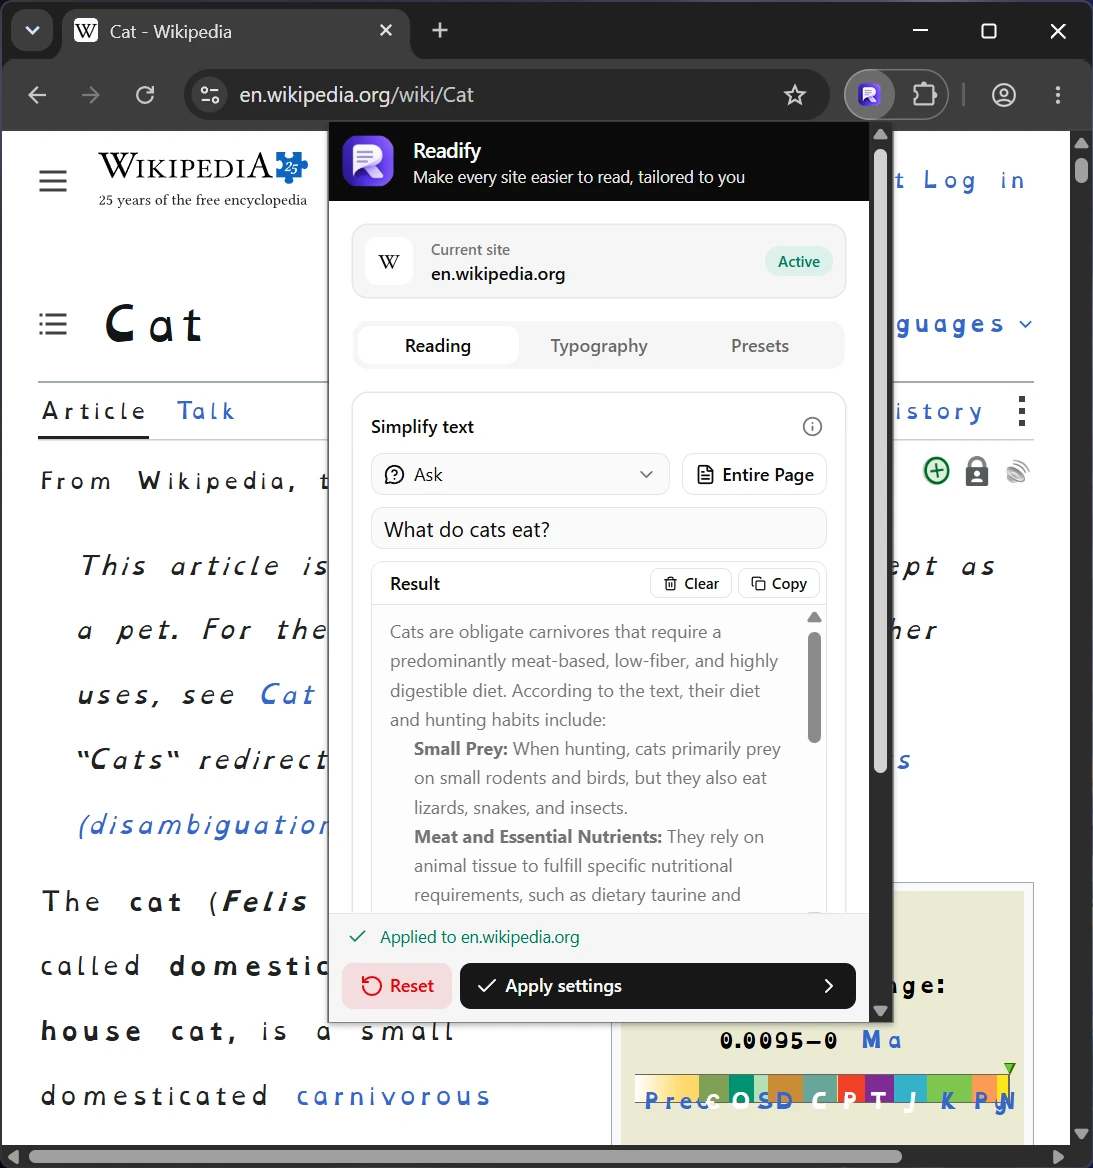 Cat - Wikipedia
en.wikipedia.org/wiki/Cat
WIKIPEDIA 25
25 years of the free encyclopedia
t Log in
Readify
Make every site easier to read, tailored to you
W
Current site
en.wikipedia.org
Active
Reading
Typography
Presets
Cat
guages
Article
Talk
istory
Simplify text
Ask
Entire Page
What do cats eat?
Result
Clear
Copy
Cats are obligate carnivores that require a
predominantly meat-based, low-fiber, and highly
digestible diet. According to the text, their diet
and hunting habits include:
Small Prey: When hunting, cats primarily prey
on small rodents and birds, but they also eat
lizards, snakes, and insects.
Meat and Essential Nutrients: They rely on
animal tissue to fulfill specific nutritional
requirements, such as dietary taurine and
Applied to en.wikipedia.org
Reset
Apply settings
From Wikipedia, t
This article is
ept as
a pet. For the
her
uses, see Cat
"Cats" redirect
s
(disambiguation
The cat (Felis
called domestic
house cat, is a small
domesticated carnivorous
nge:
0.0095–0 Ma
PreЄ Є O S D C P T J K Pg N